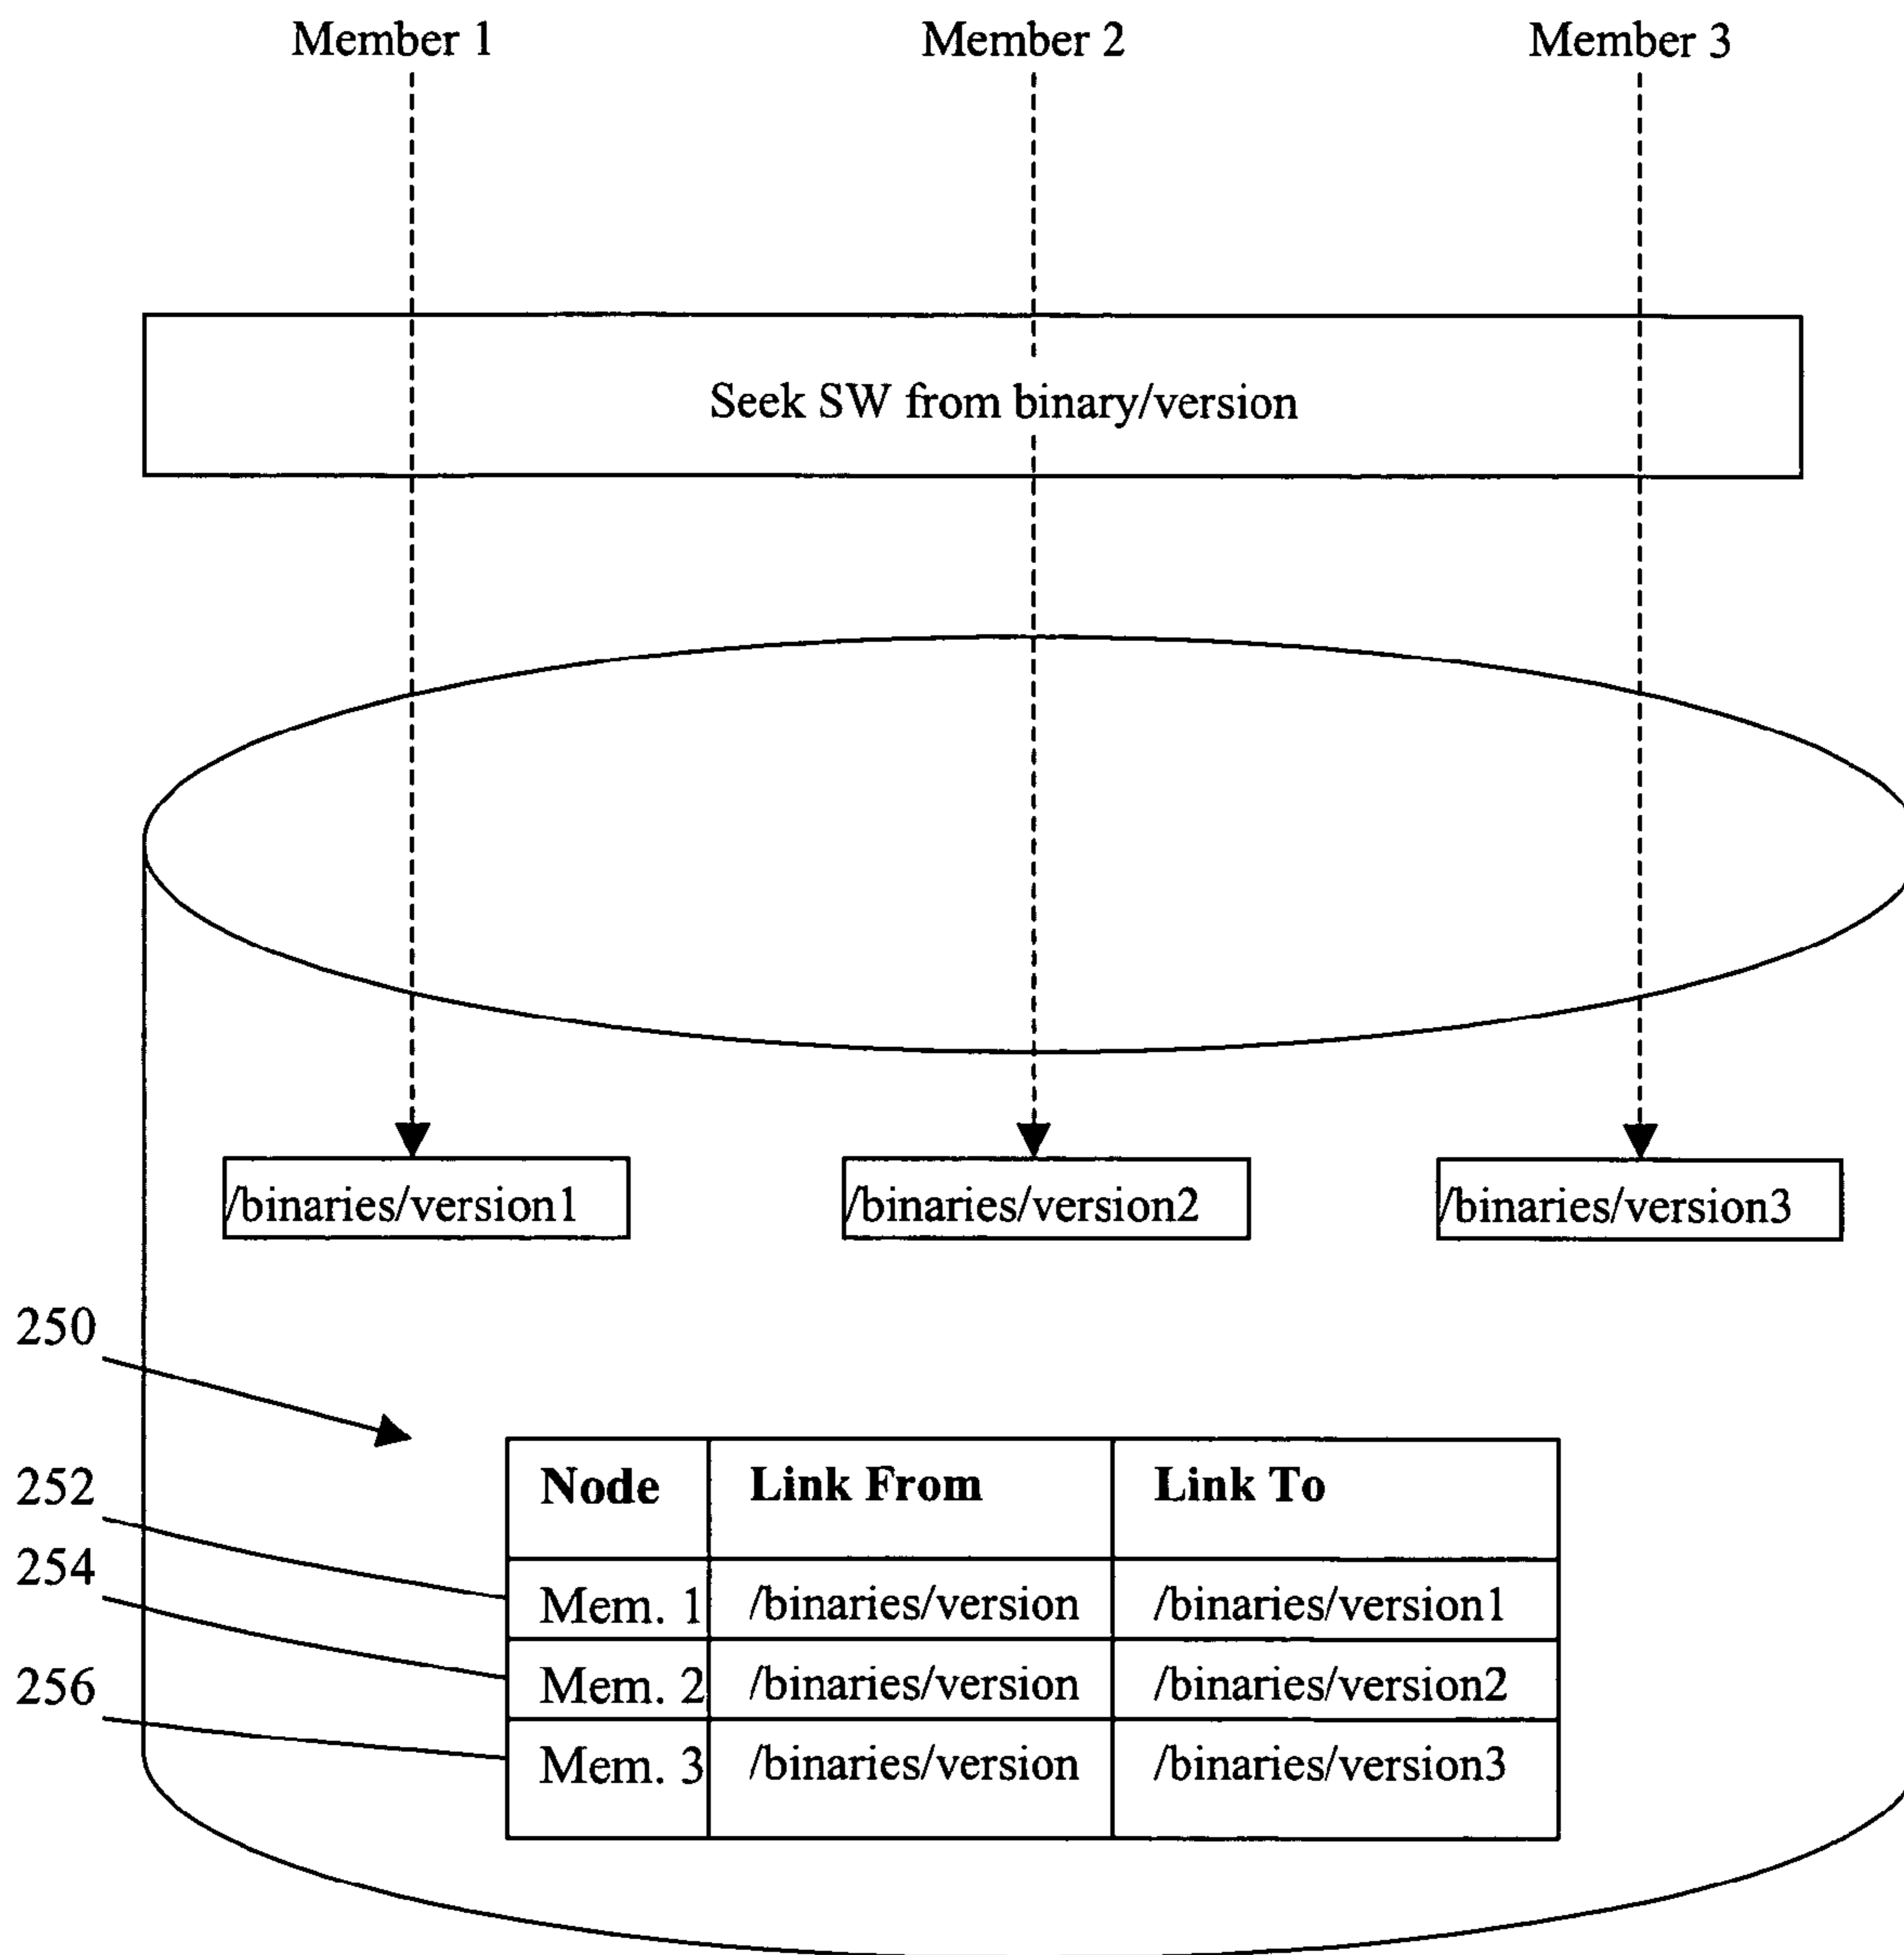 Member 1 Member 2 Member 3
Seek SW from binary/version
/binaries/version1 /binaries/version2 /binaries/version3
250
252
254
256
Node Link From Link To
Mem. 1 /binaries/version /binaries/version1
Mem. 2 /binaries/version /binaries/version2
Mem. 3 /binaries/version /binaries/version3